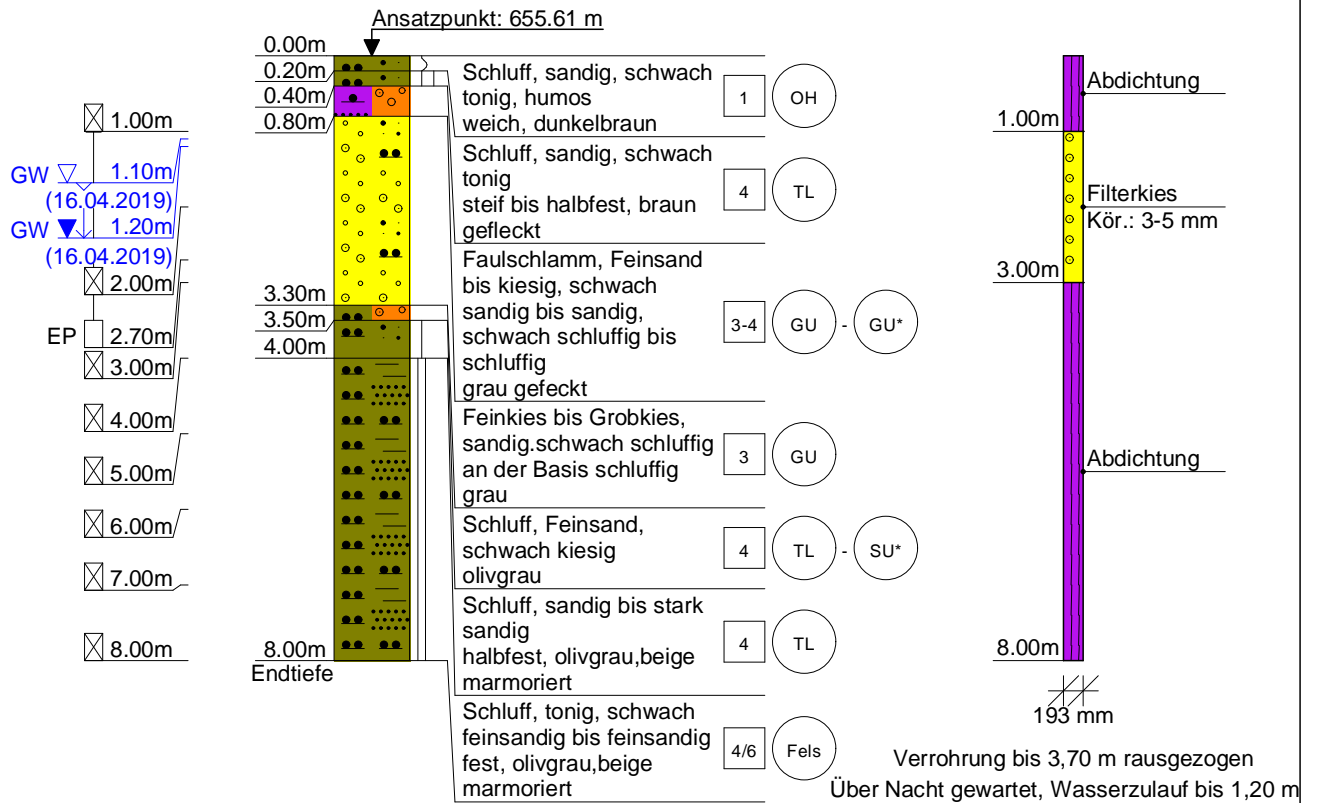 Ansatzpunkt: 655.61 m
0.00m
0.20m
0.40m
0.80m
3.30m
3.50m
4.00m
8.00m
Endtiefe
1.00m
GW 1.10m
(16.04.2019)
GW 1.20m
(16.04.2019)
2.00m
EP 2.70m
3.00m
4.00m
5.00m
6.00m
7.00m
8.00m
Schluff, sandig, schwach
tonig, humos
weich, dunkelbraun
1 OH
Schluff, sandig, schwach
tonig
steif bis halbfest, braun
gefleckt
4 TL
Faulschlamm, Feinsand
bis kiesig, schwach
sandig bis sandig,
schwach schluffig bis
schluffig
grau gefeckt
3-4 GU - GU*
Feinkies bis Grobkies,
sandig.schwach schluffig
an der Basis schluffig
grau
3 GU
Schluff, Feinsand,
schwach kiesig
olivgrau
4 TL - SU*
Schluff, sandig bis stark
sandig
halbfest, olivgrau,beige
marmoriert
4 TL
Schluff, tonig, schwach
feinsandig bis feinsandig
fest, olivgrau,beige
marmoriert
4/6 Fels
Abdichtung
1.00m
Filterkies
Kör.: 3-5 mm
3.00m
Abdichtung
8.00m
193 mm
Verrohrung bis 3,70 m rausgezogen
Über Nacht gewartet, Wasserzulauf bis 1,20 m